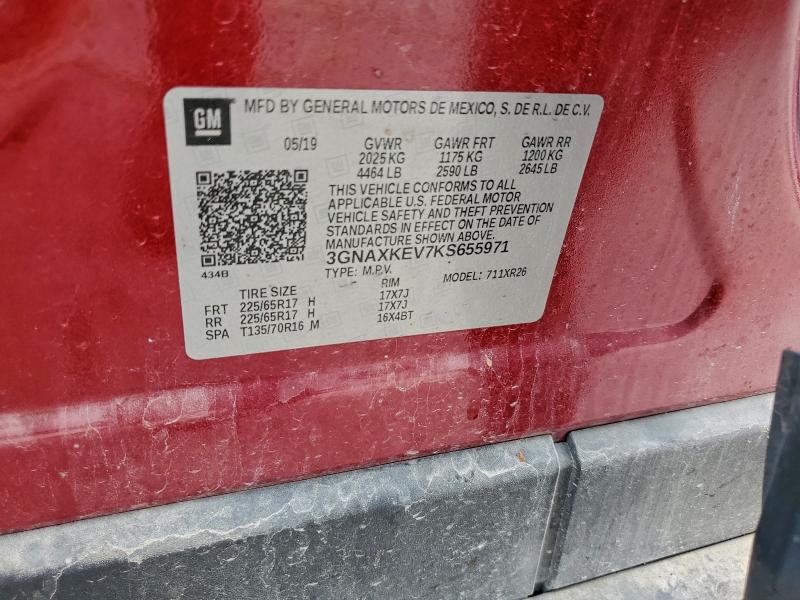 GM MFD BY GENERAL MOTORS DE MEXICO, S. DE R.L. DE C.V.
05/19 GVWR GAWR FRT GAWR RR
2025 KG 1175 KG 1200 KG
4464 LB 2590 LB 2645 LB
THIS VEHICLE CONFORMS TO ALL
APPLICABLE U.S. FEDERAL MOTOR
VEHICLE SAFETY AND THEFT PREVENTION
STANDARDS IN EFFECT ON THE DATE OF
MANUFACTURE SHOWN ABOVE.
3GNAXKEV7KS655971
434B
TYPE: M.P.V. MODEL: 711XR26
TIRE SIZE RIM
FRT 225/65R17 H 17X7J
RR 225/65R17 H 17X7J
SPA T135/70R16 M 16X4BT